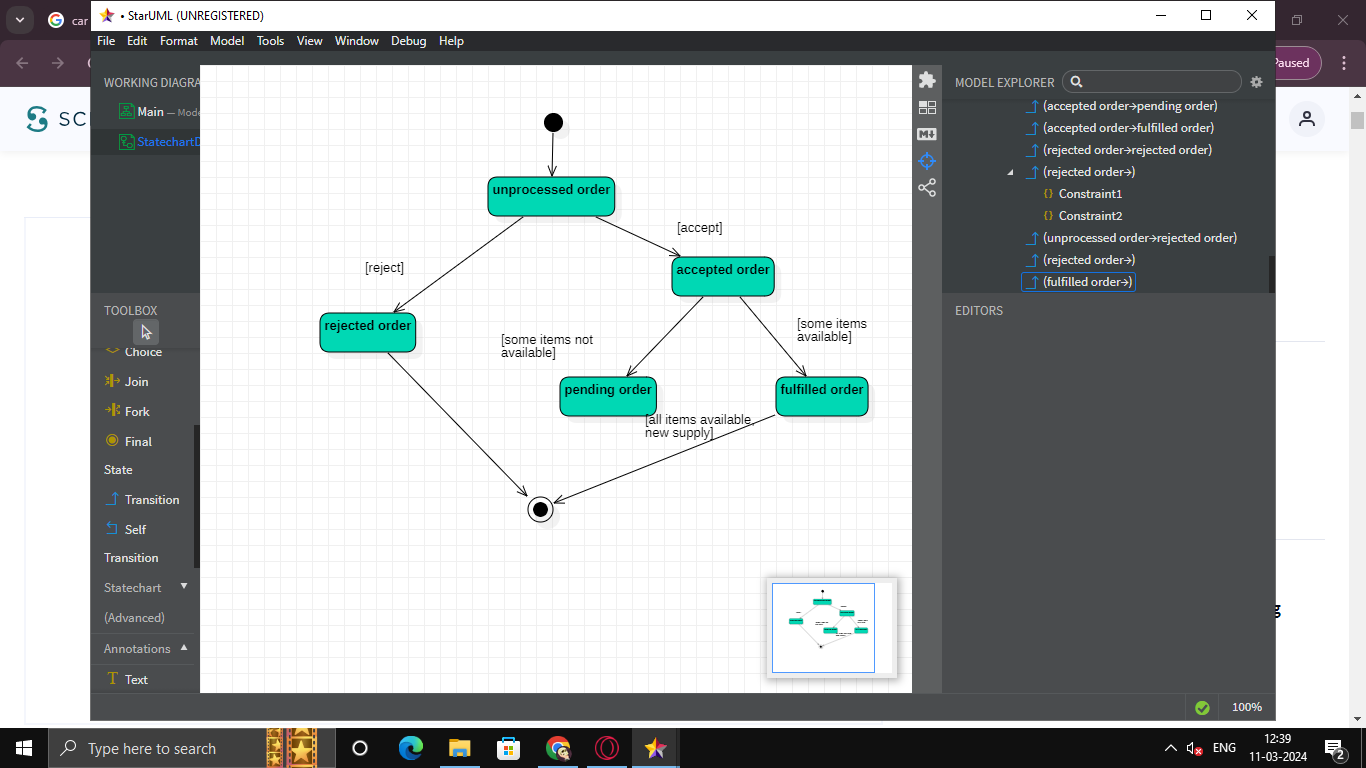 car
• StarUML (UNREGISTERED)
File Edit Format Model Tools View Window Debug Help
Paused
SC
WORKING DIAGRA
Main — Mode
StatechartD
TOOLBOX
Choice
Join
Fork
Final
State
Transition
Self
Transition
Statechart
(Advanced)
Annotations
Text
unprocessed order
[accept]
accepted order
[reject]
rejected order
[some items not
available]
[some items
available]
pending order
fulfilled order
[all items available,
new supply]
MODEL EXPLORER
(accepted order→pending order)
(accepted order→fulfilled order)
(rejected order→rejected order)
(rejected order→)
Constraint1
Constraint2
(unprocessed order→rejected order)
(rejected order→)
(fulfilled order→)
EDITORS
g
100%
Type here to search
ENG
12:39
11-03-2024
2